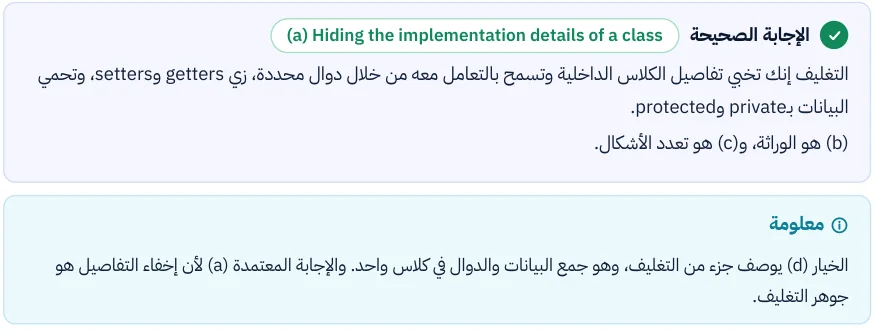 الإجابة الصحيحة (a) Hiding the implementation details of a class
التغليف إنك تخبي تفاصيل الكلاس الداخلية وتسمح بالتعامل معه من خلال دوال محددة، زي getters وsetters، وتحمي
البيانات بـprivate وprotected.
(b) هو الوراثة، و(c) هو تعدد الأشكال.
معلومة
الخيار (d) يوصف جزء من التغليف، وهو جمع البيانات والدوال في كلاس واحد. والإجابة المعتمدة (a) لأن إخفاء التفاصيل هو
جوهر التغليف.